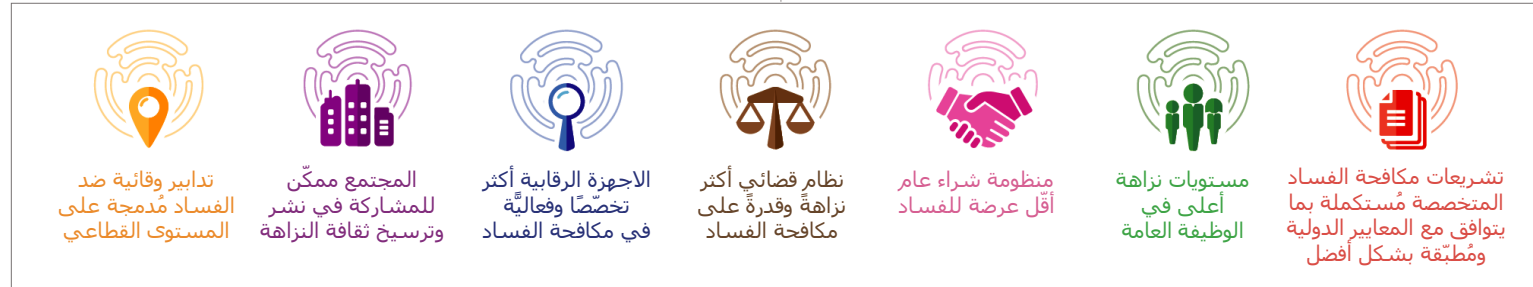 تشريعات مكافحة الفساد
المتخصصة مُستكملة بما
يتوافق مع المعايير الدولية
ومُطبّقة بشكل أفضل
مستويات نزاهة
أعلى في
الوظيفة العامة
منظومة شراء عام
أقّل عرضة للفساد
نظام قضائي أكثر
نزاهةً وقدرةً على
مكافحة الفساد
الاجهزة الرقابية أكثر
تخصّصًا وفعاليَّة
في مكافحة الفساد
المجتمع ممكّن
للمشاركة في نشر
وترسيخ ثقافة النزاهة
تدابير وقائية ضد
الفساد مُدمجة على
المستوى القطاعي